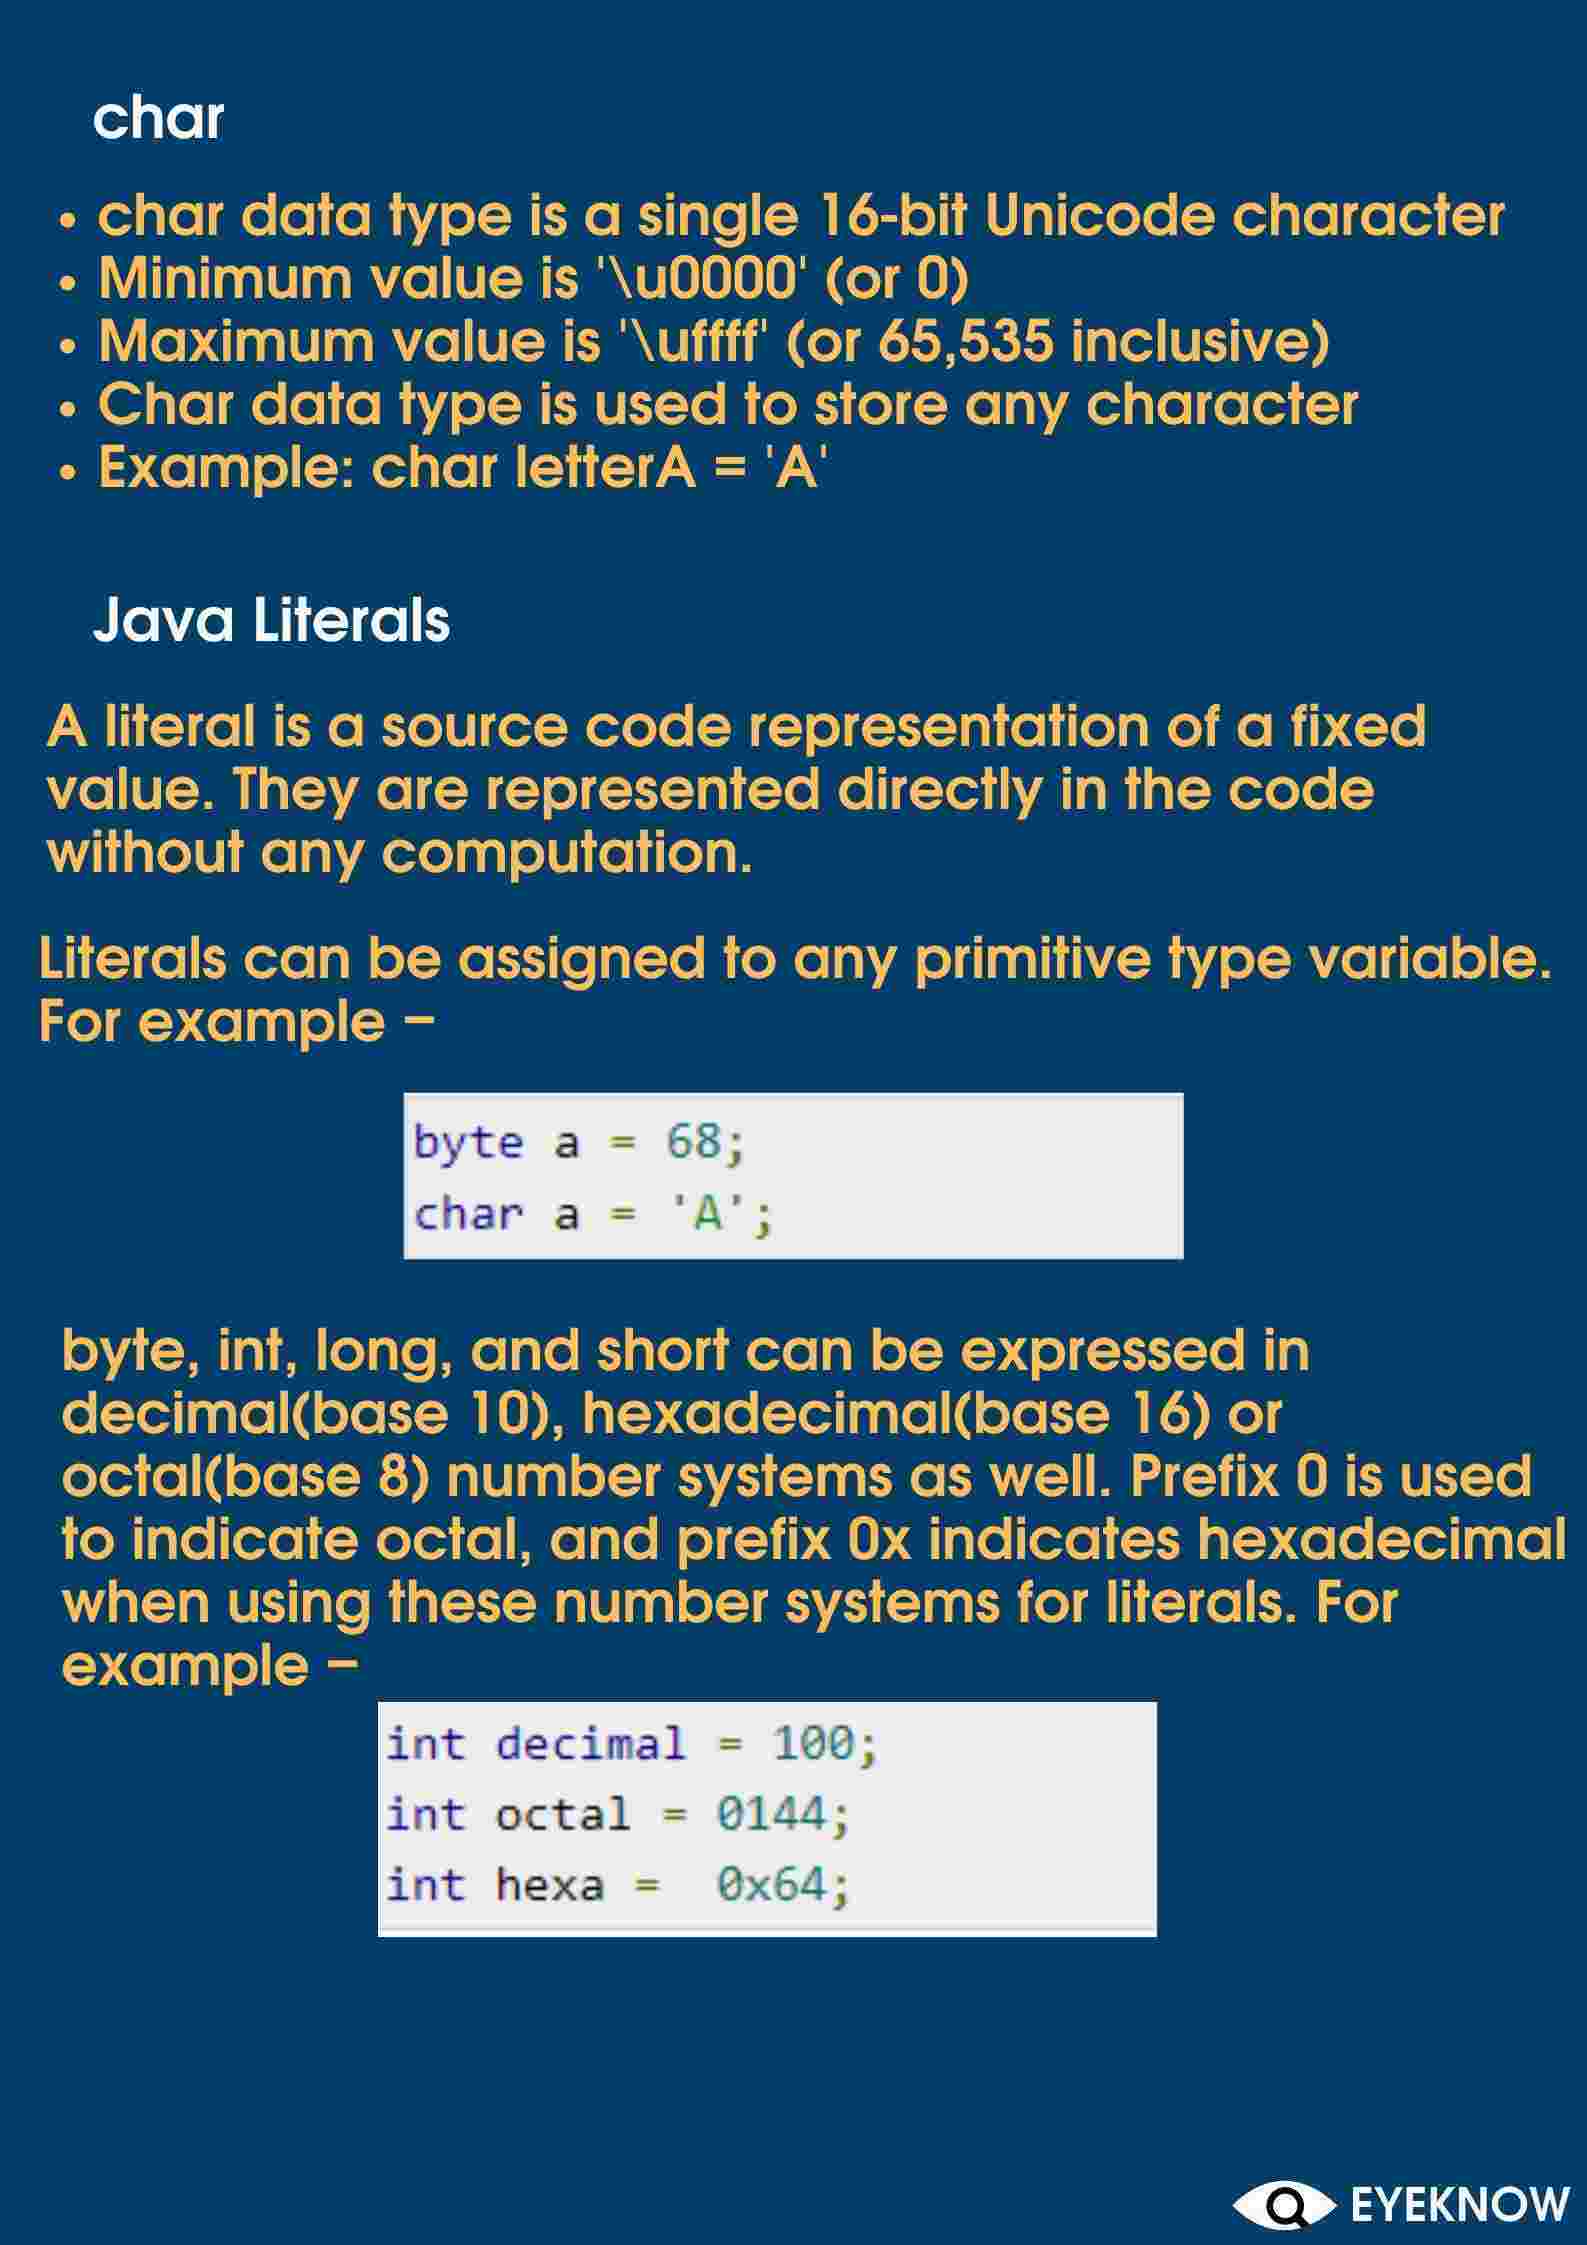 char
• char data type is a single 16-bit Unicode character
• Minimum value is '\u0000' (or 0)
• Maximum value is '\uffff' (or 65,535 inclusive)
• Char data type is used to store any character
• Example: char letterA = 'A'
Java Literals
A literal is a source code representation of a fixed
value. They are represented directly in the code
without any computation.
Literals can be assigned to any primitive type variable.
For example –
byte a = 68;
char a = 'A';
byte, int, long, and short can be expressed in
decimal(base 10), hexadecimal(base 16) or
octal(base 8) number systems as well. Prefix 0 is used
to indicate octal, and prefix 0x indicates hexadecimal
when using these number systems for literals. For
example –
int decimal = 100;
int octal = 0144;
int hexa =  0x64;
EYEKNOW